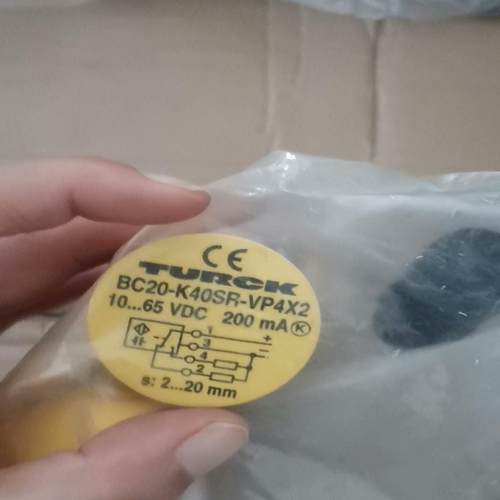 CE
TURCK
BC20-K40SR-VP4X2
10...65 VDC 200 mA K
1 +
3
4 -
2
s: 2...20 mm